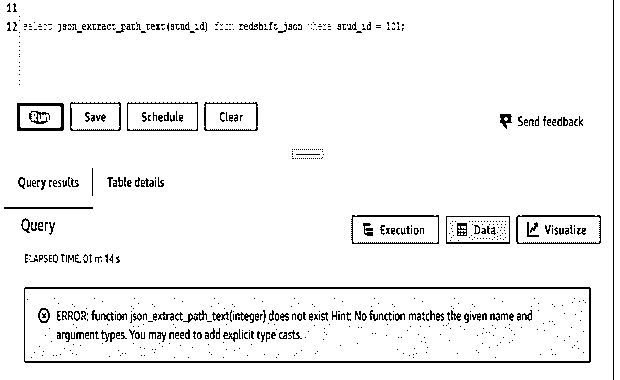 11
12 select json_extract_path_text(stud_id) from redshift_json where stud_id = 101;
Run Save Schedule Clear
Send feedback
Query results Table details
Query
Execution Data Visualize
ELAPSED TIME, 01 m 14 s
ERROR: function json_extract_path_text(integer) does not exist Hint: No function matches the given name and
argument types. You may need to add explicit type casts.